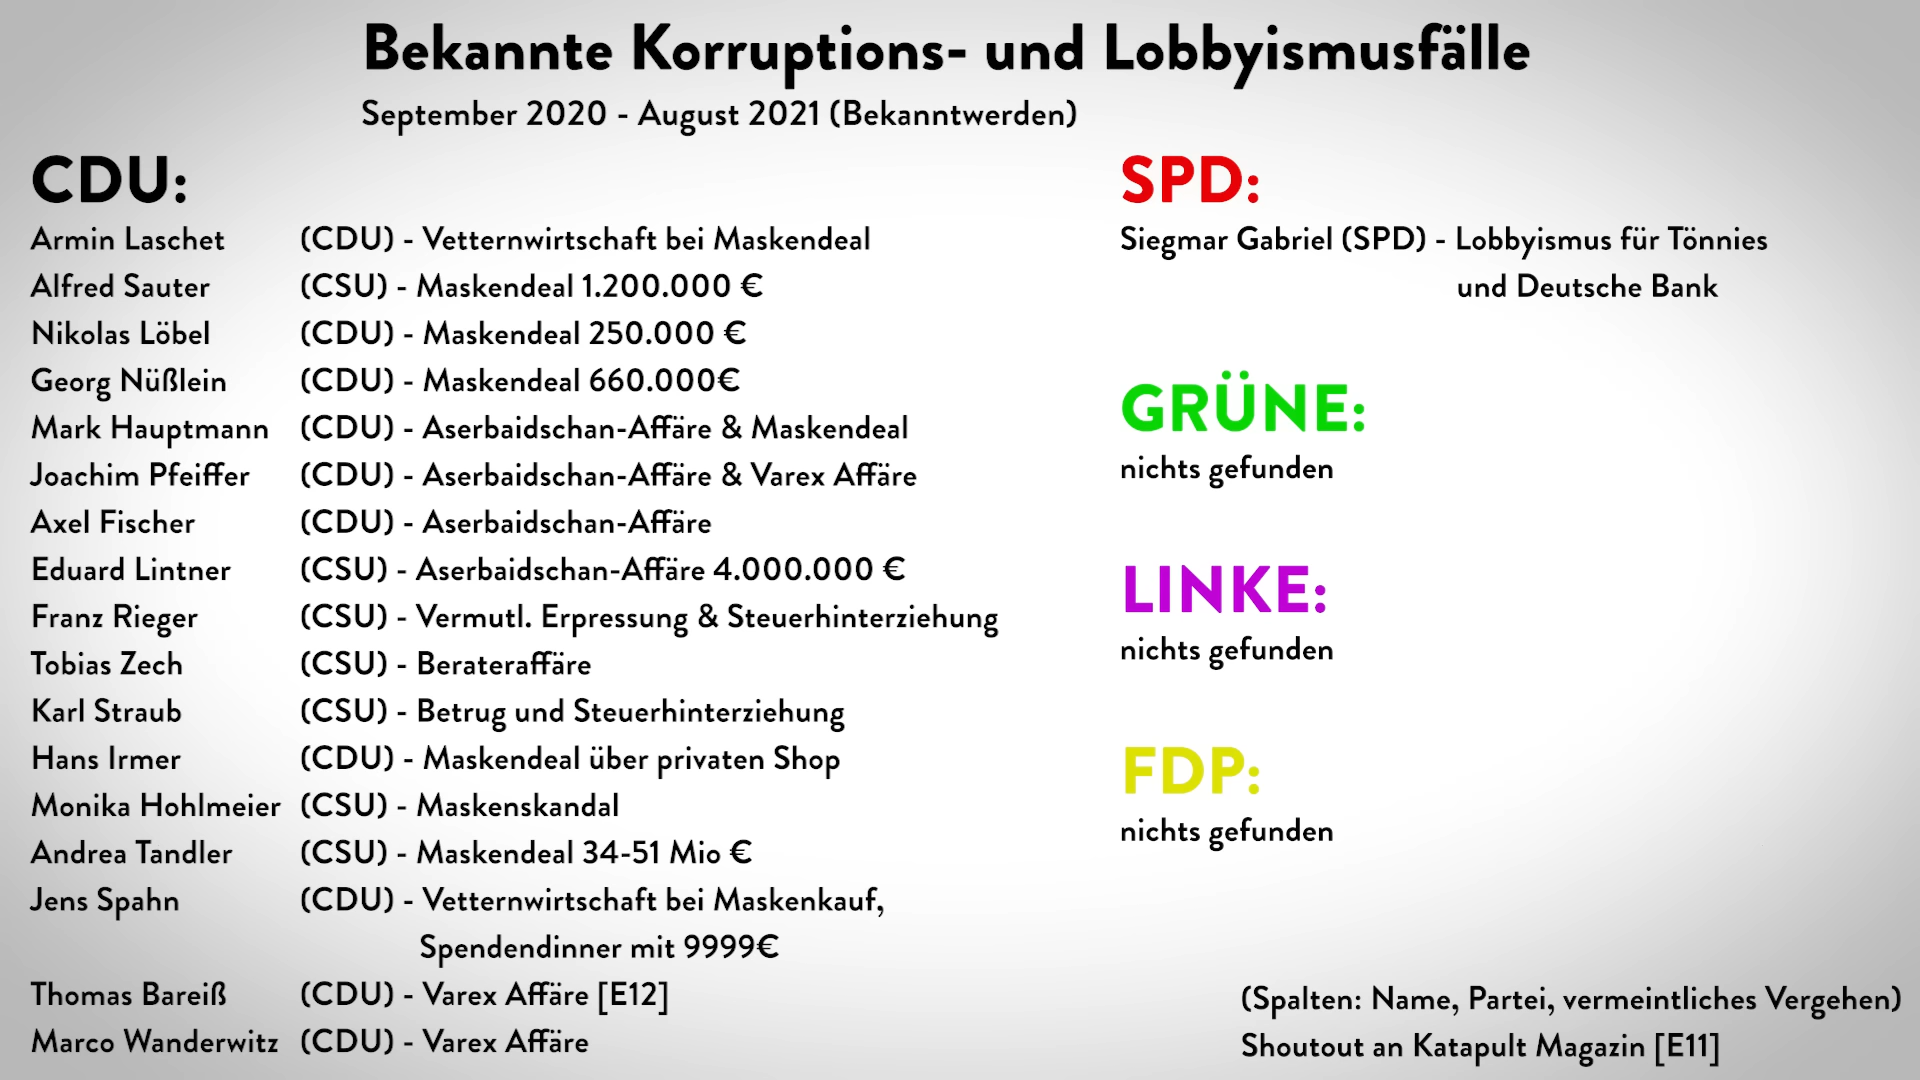 Bekannte Korruptions- und Lobbyismusfälle
September 2020 - August 2021 (Bekanntwerden)
CDU:
Armin Laschet (CDU) - Vetternwirtschaft bei Maskendeal
Alfred Sauter (CSU) - Maskendeal 1.200.000 €
Nikolas Löbel (CDU) - Maskendeal 250.000 €
Georg Nüßlein (CDU) - Maskendeal 660.000€
Mark Hauptmann (CDU) - Aserbaidschan-Affäre & Maskendeal
Joachim Pfeiffer (CDU) - Aserbaidschan-Affäre & Varex Affäre
Axel Fischer (CDU) - Aserbaidschan-Affäre
Eduard Lintner (CSU) - Aserbaidschan-Affäre 4.000.000 €
Franz Rieger (CSU) - Vermutl. Erpressung & Steuerhinterziehung
Tobias Zech (CSU) - Berateraffäre
Karl Straub (CSU) - Betrug und Steuerhinterziehung
Hans Irmer (CDU) - Maskendeal über privaten Shop
Monika Hohlmeier (CSU) - Maskenskandal
Andrea Tandler (CSU) - Maskendeal 34-51 Mio €
Jens Spahn (CDU) - Vetternwirtschaft bei Maskenkauf,
Spendendinner mit 9999€
Thomas Bareiß (CDU) - Varex Affäre [E12]
Marco Wanderwitz (CDU) - Varex Affäre
SPD:
Siegmar Gabriel (SPD) - Lobbyismus für Tönnies
und Deutsche Bank
GRÜNE:
nichts gefunden
LINKE:
nichts gefunden
FDP:
nichts gefunden
(Spalten: Name, Partei, vermeintliches Vergehen)
Shoutout an Katapult Magazin [E11]